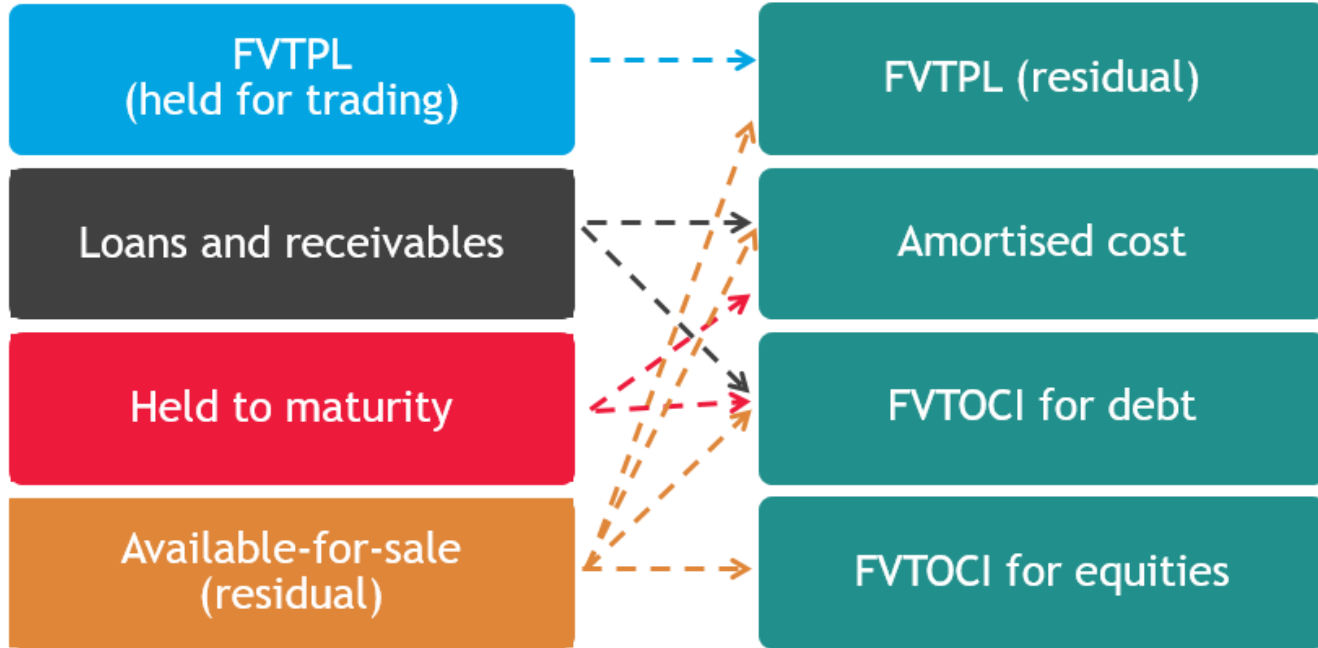 FVTPL
(held for trading)
FVTPL (residual)
Loans and receivables
Amortised cost
Held to maturity
FVTOCI for debt
Available-for-sale
(residual)
FVTOCI for equities